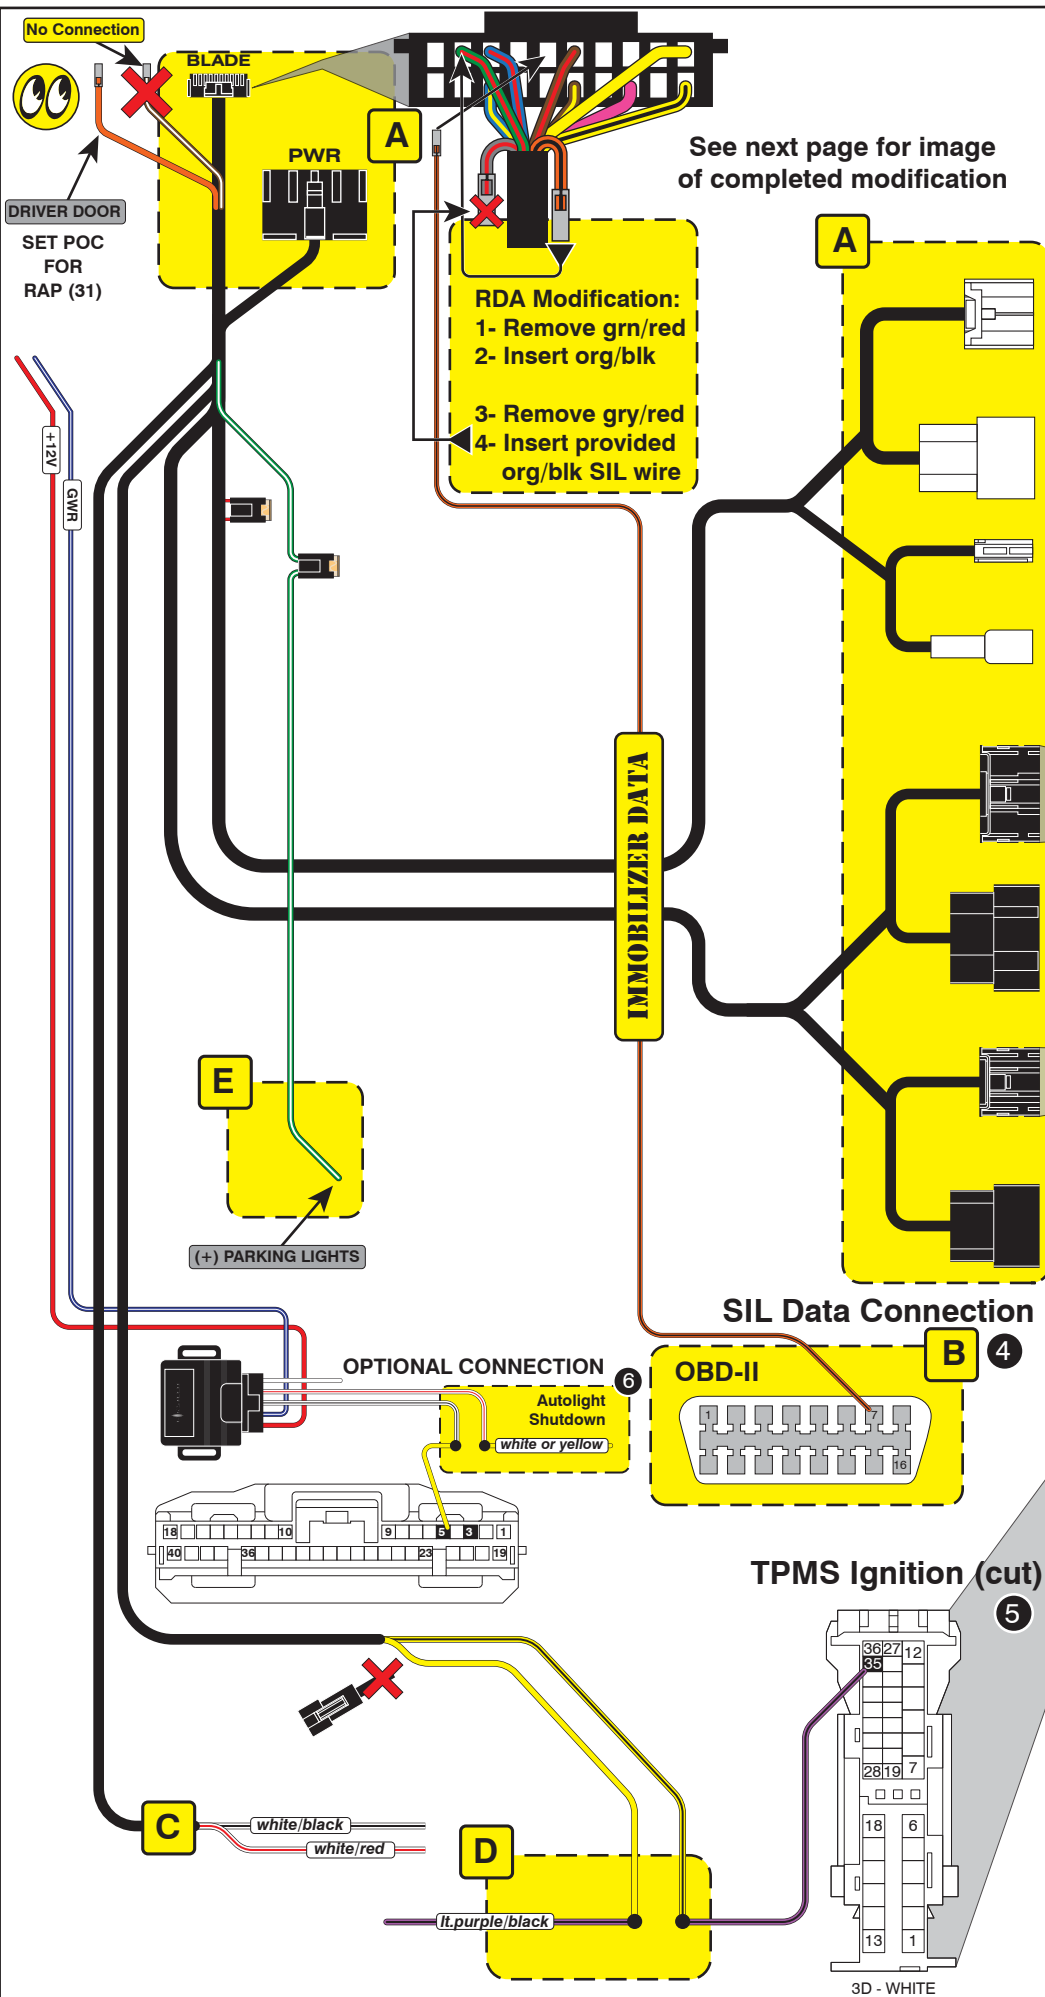 No Connection
BLADE
A
PWR
See next page for image
of completed modification
DRIVER DOOR
SET POC
FOR
RAP (31)
A
RDA Modification:
1- Remove grn/red
2- Insert org/blk
3- Remove gry/red
4- Insert provided
org/blk SIL wire
+12V
GWR
IMMOBILIZER DATA
E
(+) PARKING LIGHTS
SIL Data Connection
B 4
OBD-II
1 7
16
OPTIONAL CONNECTION
6
Autolight
Shutdown
white or yellow
18 10 9 5 3 1
40 36 23 19
TPMS Ignition (cut)
5
36 27 12
35
28 19 7
18 6
13 1
3D - WHITE
C
white/black
white/red
D
lt.purple/black